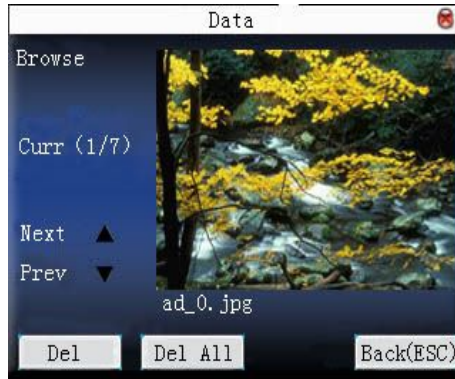 Data
Browse
Curr (1/7)
Next
Prev
ad_0.jpg
Del
Del All
Back(ESC)